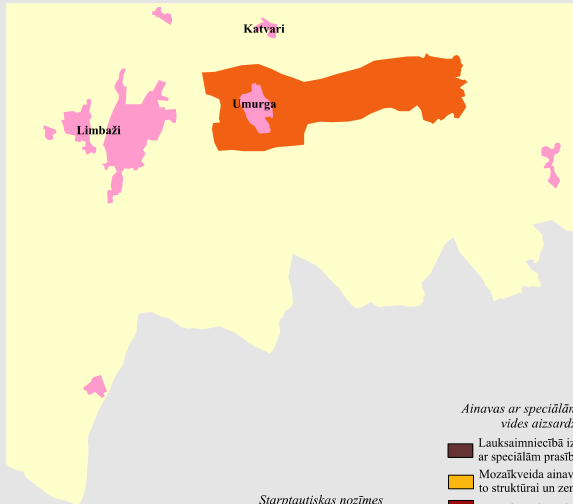 Katvari
Umurga
Limbaži
Ainavas ar speciālām
vides aizsardz
Lauksaimniecībā iz
ar speciālām prasīb
Mozaīkveida ainav
to struktūrai un zem
Starptautiskas nozīmes